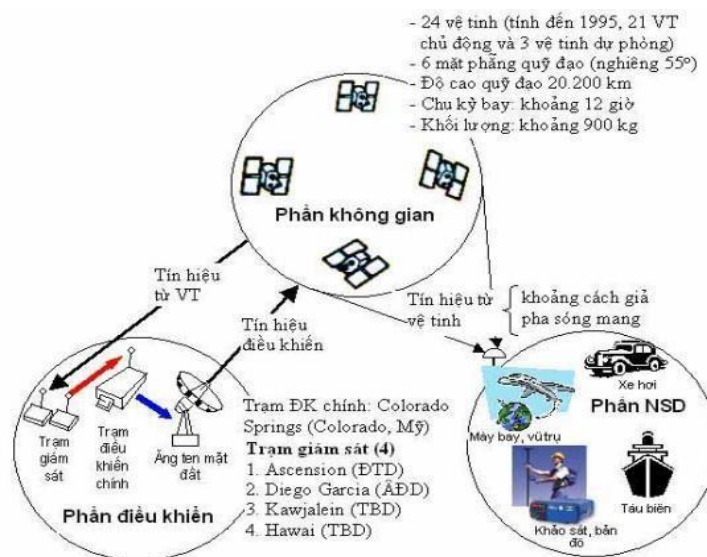 - 24 vệ tinh (tính đến 1995, 21 VT
chủ động và 3 vệ tinh dự phòng)
- 6 mặt phẳng quỹ đạo (nghiêng 55º)
- Độ cao quỹ đạo 20.200 km
- Chu kỳ bay: khoảng 12 giờ
- Khối lượng: khoảng 900 kg
Phần không gian
Tín hiệu
từ VT
Tín hiệu
điều khiển
Tín hiệu từ
vệ tinh
khoảng cách giả
pha sóng mang
Trạm
giám
sát
Trạm
điều
khiển
chính
Ăng ten mặt
đất
Phần điều khiển
Trạm ĐK chính: Colorado
Springs (Colorado, Mỹ)
Trạm giám sát (4)
1. Ascension (ĐTD)
2. Diego Garcia (ÂĐD)
3. Kawjalein (TBD)
4. Hawai (TBD)
Xe hơi
Phần NSD
Máy bay, vũ trụ
Tàu biển
Khảo sát, bản
đồ